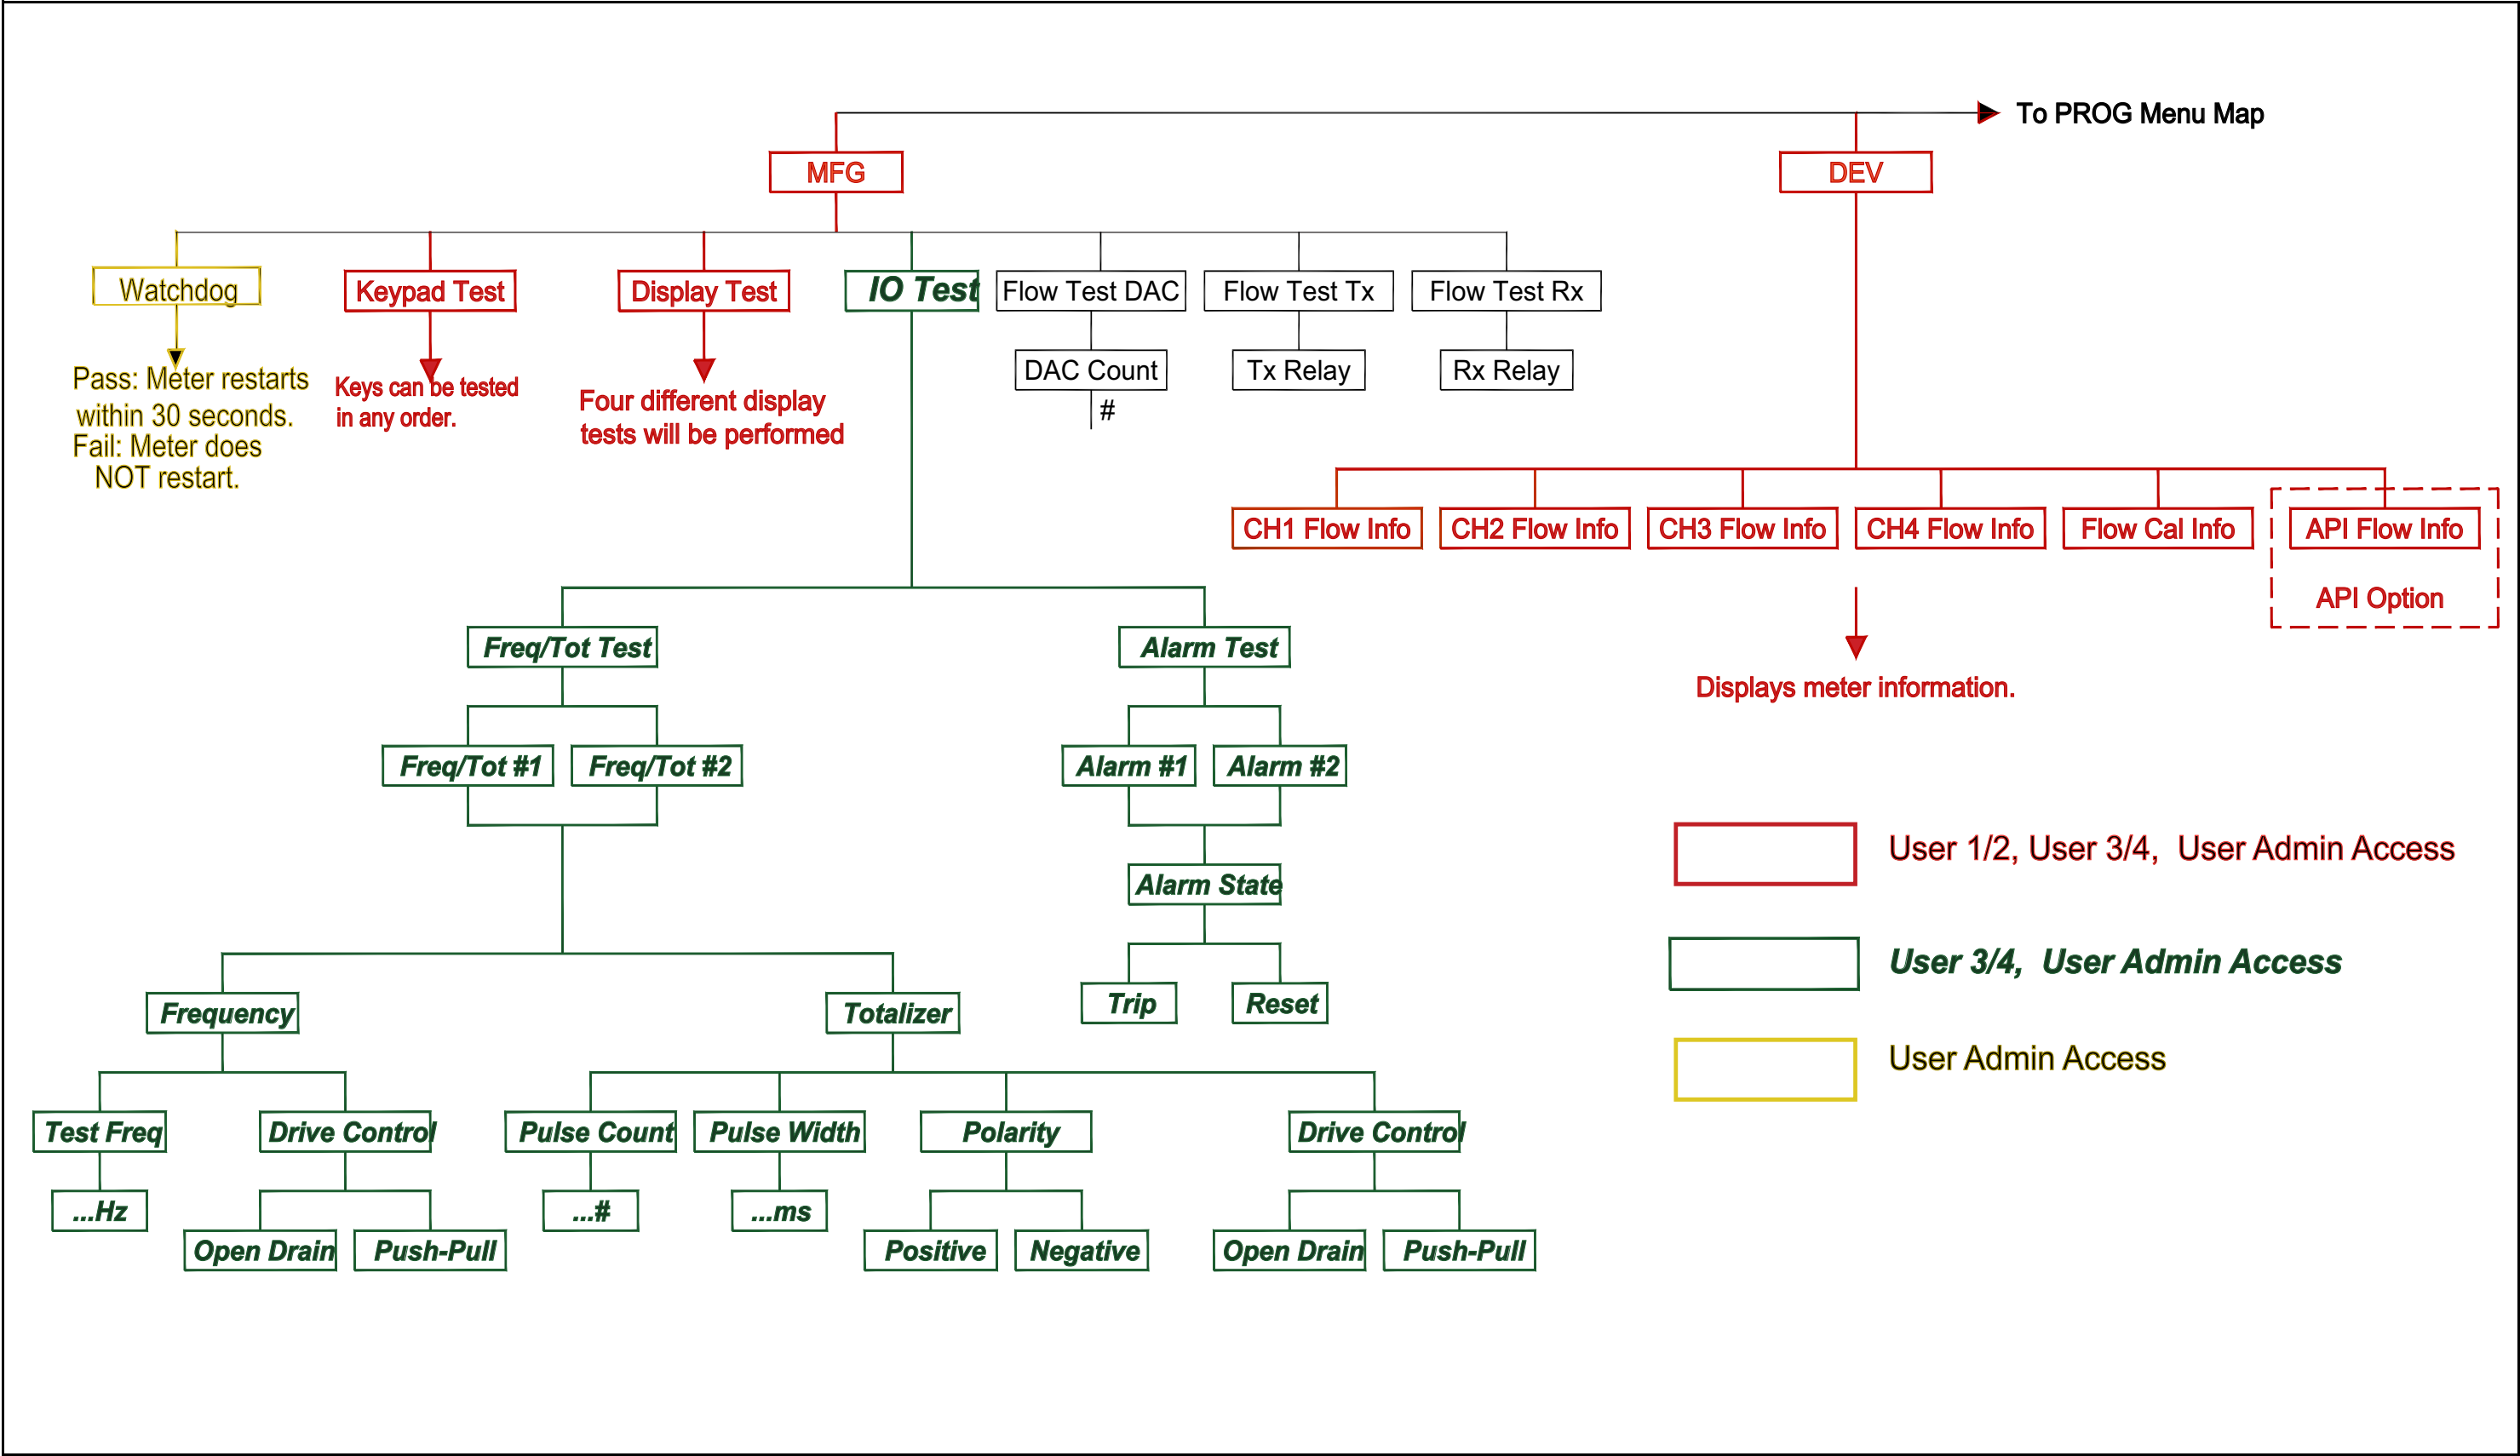 To PROG Menu Map
MFG
DEV
Watchdog
Keypad Test
Display Test
IO Test
Flow Test DAC
Flow Test Tx
Flow Test Rx
DAC Count
Tx Relay
Rx Relay
#
Pass: Meter restarts
within 30 seconds.
Fail: Meter does
NOT restart.
Keys can be tested
in any order.
Four different display
tests will be performed
CH1 Flow Info
CH2 Flow Info
CH3 Flow Info
CH4 Flow Info
Flow Cal Info
API Flow Info
API Option
Displays meter information.
Freq/Tot Test
Alarm Test
Freq/Tot #1
Freq/Tot #2
Alarm #1
Alarm #2
Alarm State
Trip
Reset
Frequency
Totalizer
Test Freq
Drive Control
Pulse Count
Pulse Width
Polarity
Drive Control
...Hz
...#
...ms
Open Drain
Push-Pull
Positive
Negative
Open Drain
Push-Pull
User 1/2, User 3/4, User Admin Access
User 3/4, User Admin Access
User Admin Access